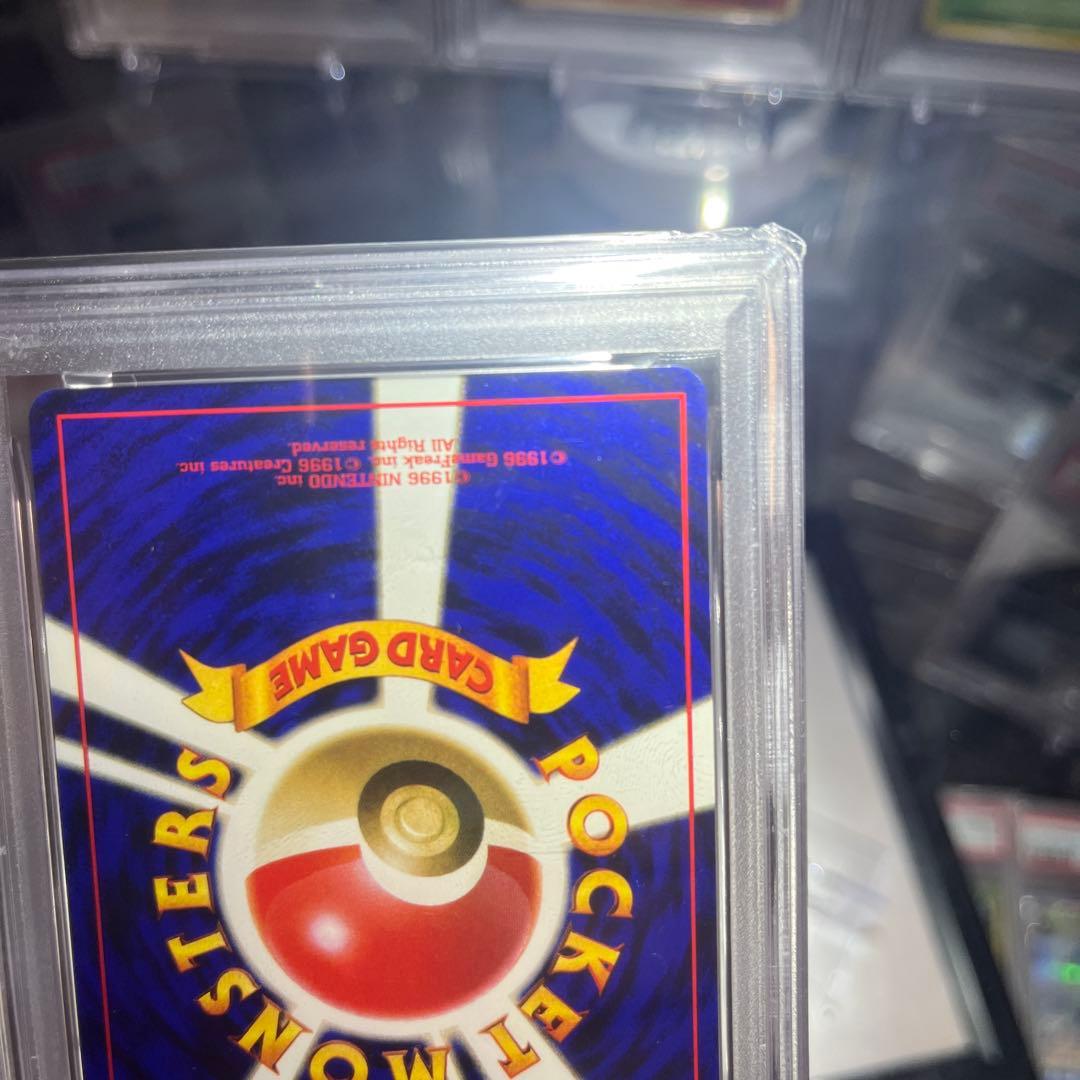 POCKET MONSTERS
CARD GAME
©1996 NINTENDO inc.
©1996 GameFreak inc. ©1996 Creatures inc.
All Rights reserved.